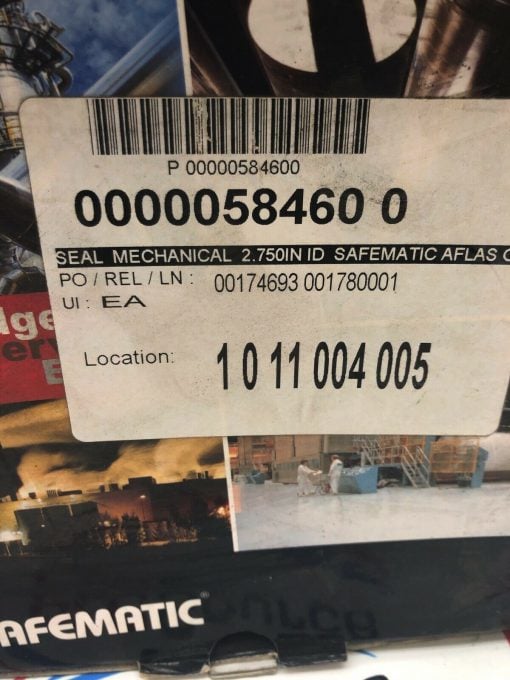 P 00000584600
0000058460 0
SEAL MECHANICAL 2.750IN ID SAFEMATIC AFLAS
PO / REL / LN : 00174693 001780001
UI : EA
Location: 1 0 11 004 005
AFEMATIC®